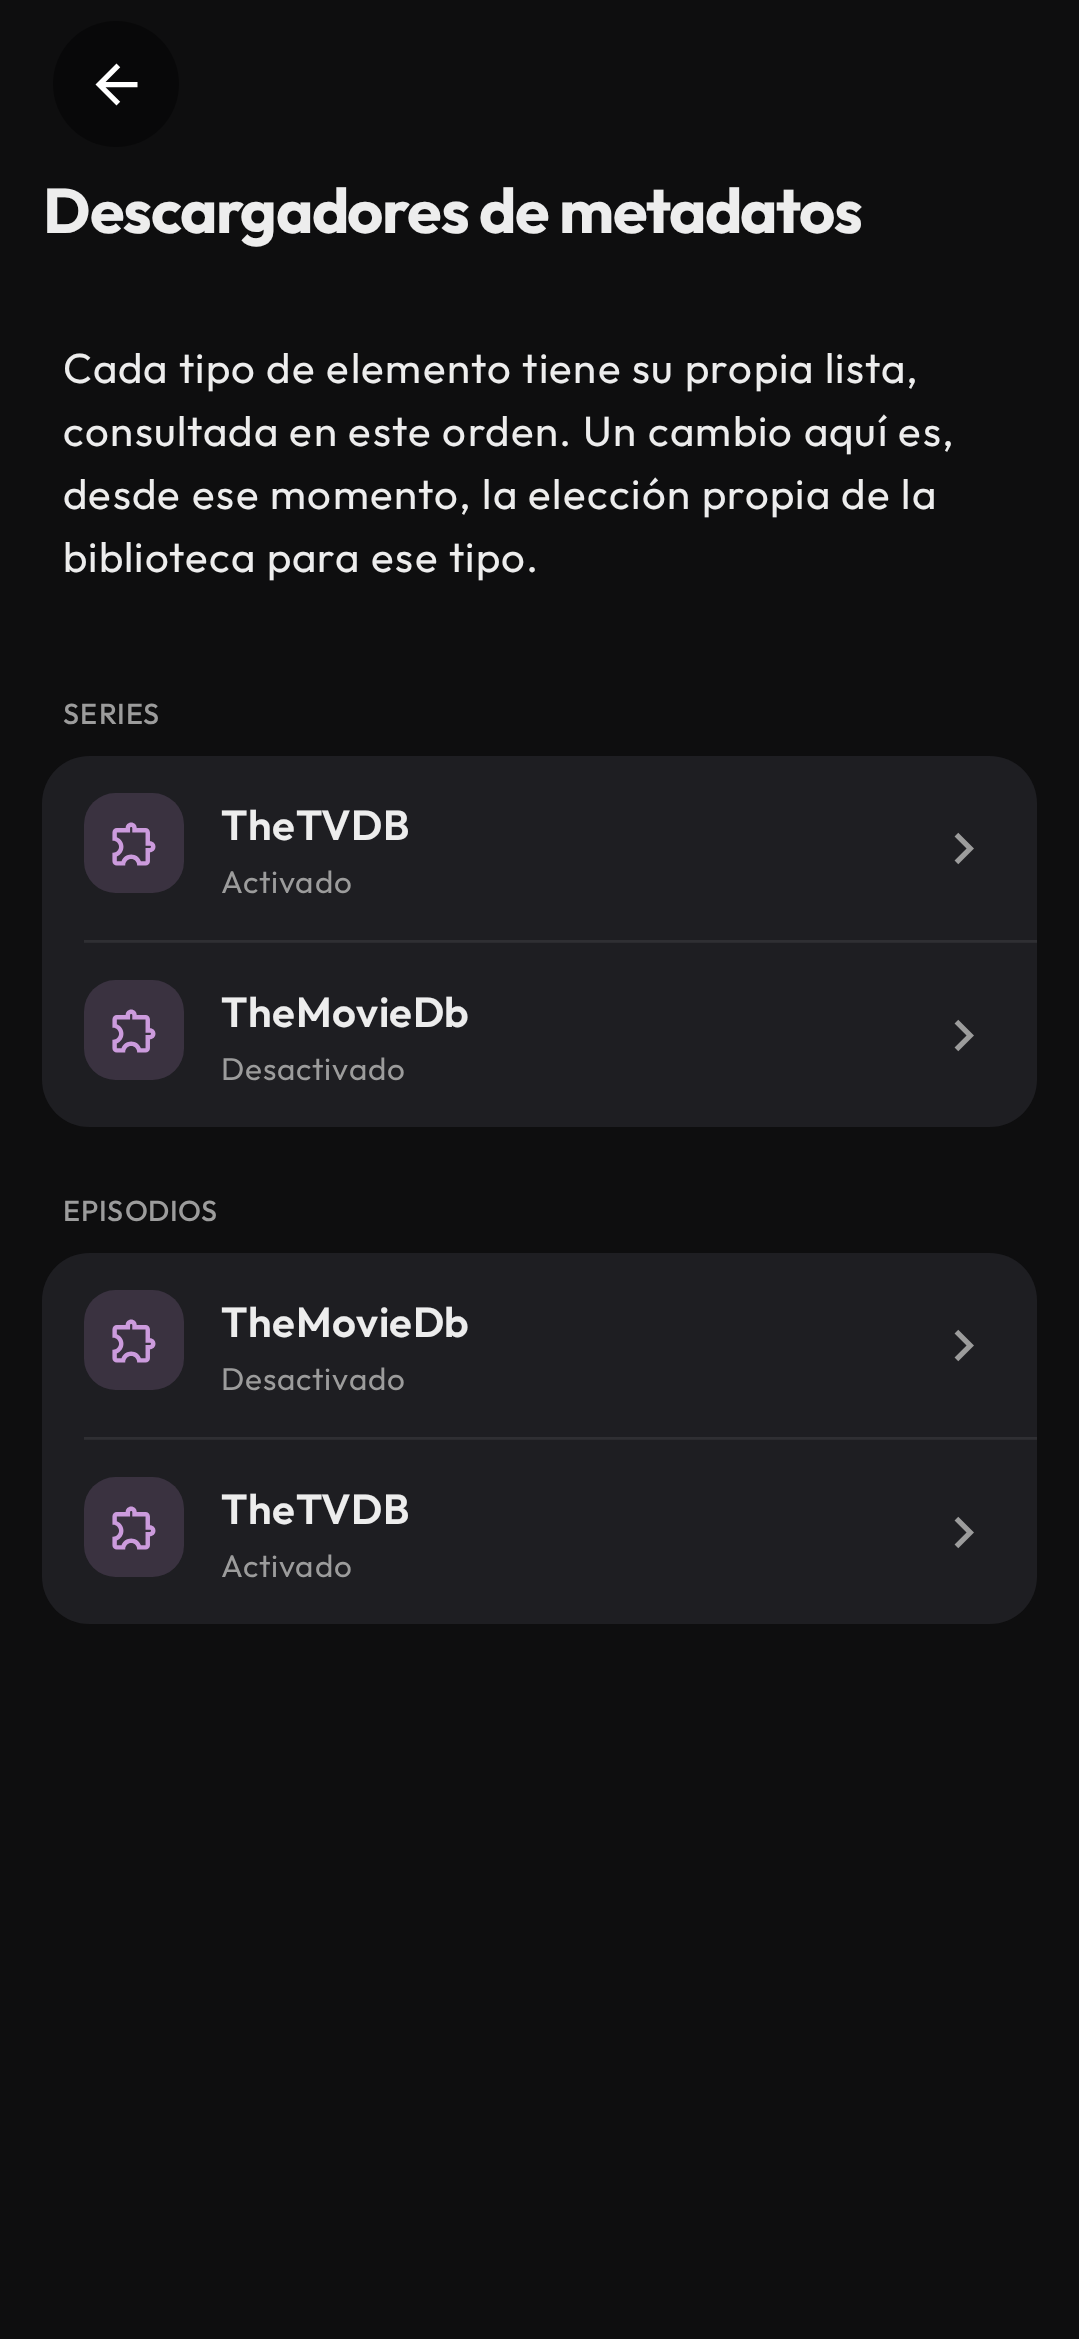 Descargadores de metadatos
Cada tipo de elemento tiene su propia lista,
consultada en este orden. Un cambio aquí es,
desde ese momento, la elección propia de la
biblioteca para ese tipo.
SERIES
TheTVDB
Activado
TheMovieDb
Desactivado
EPISODIOS
TheMovieDb
Desactivado
TheTVDB
Activado